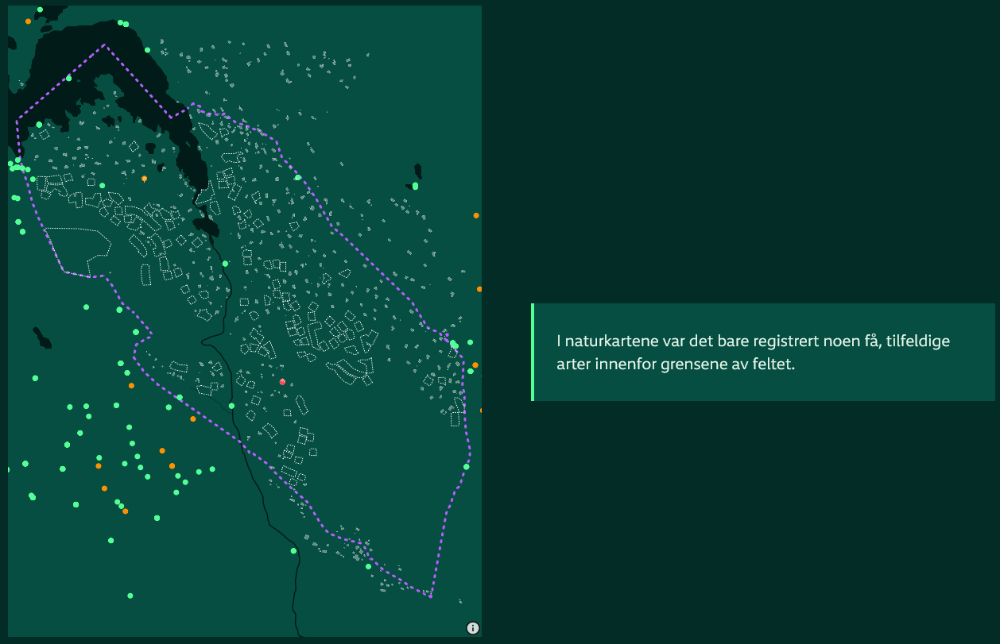 I naturkartene var det bare registrert noen få, tilfeldige
arter innenfor grensene av feltet.